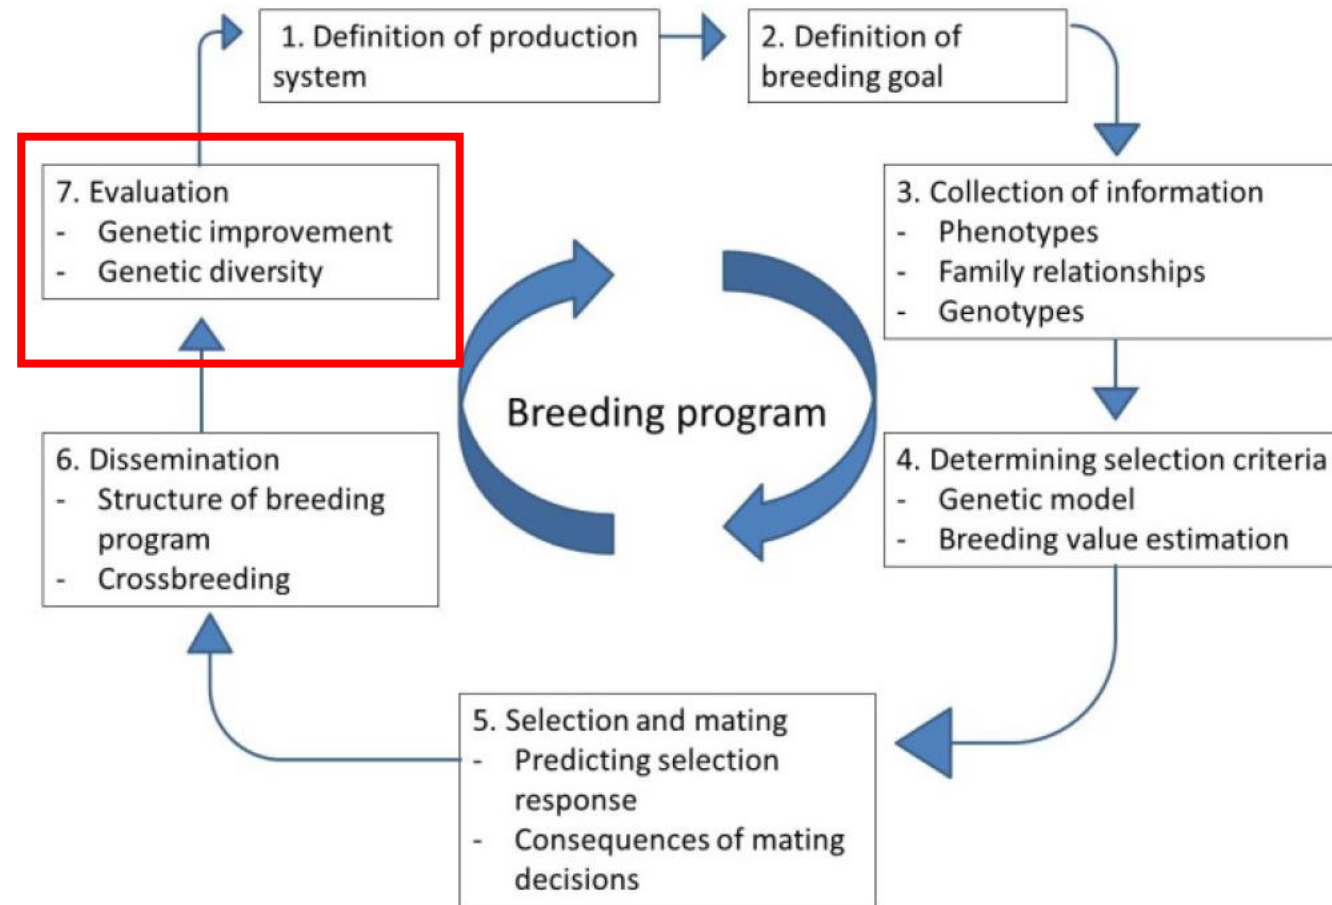 1. Definition of production
system
2. Definition of
breeding goal
3. Collection of information
- Phenotypes
- Family relationships
- Genotypes
4. Determining selection criteria
- Genetic model
- Breeding value estimation
5. Selection and mating
- Predicting selection
response
- Consequences of mating
decisions
6. Dissemination
- Structure of breeding
program
- Crossbreeding
7. Evaluation
- Genetic improvement
- Genetic diversity
Breeding program